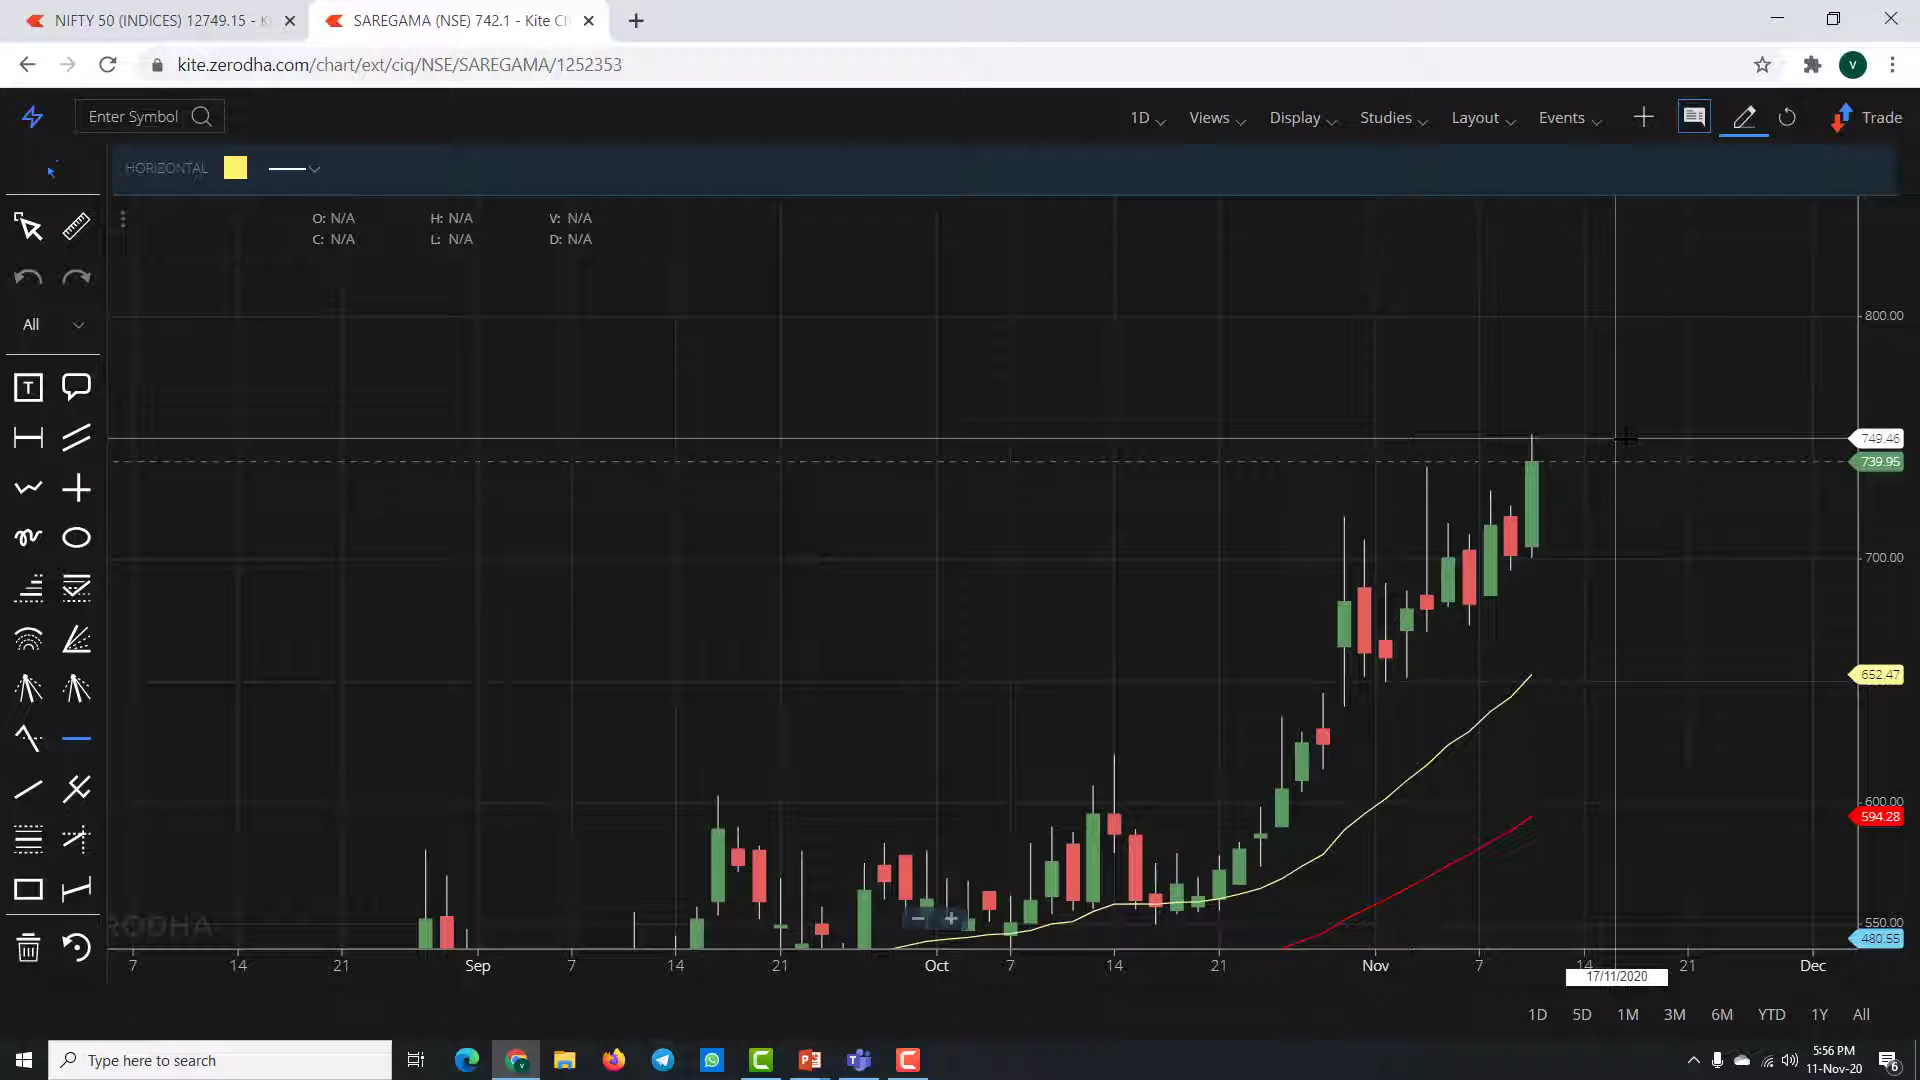 NIFTY 50 (INDICES) 12749.15 - K
SAREGAMA (NSE) 742.1 - Kite Ch
kite.zerodha.com/chart/ext/ciq/NSE/SAREGAMA/1252353
V
Enter Symbol
1D Views Display Studies Layout Events Trade
HORIZONTAL
O: N/A H: N/A V: N/A
C: N/A L: N/A D: N/A
All
T
800.00
749.46
739.95
700.00
652.47
600.00
594.28
550.00
480.55
RODHA
7 14 21 Sep 7 14 21 Oct 7 14 21 Nov 7 14 21 Dec
17/11/2020
1D 5D 1M 3M 6M YTD 1Y All
Type here to search
5:56 PM
11-Nov-20
6